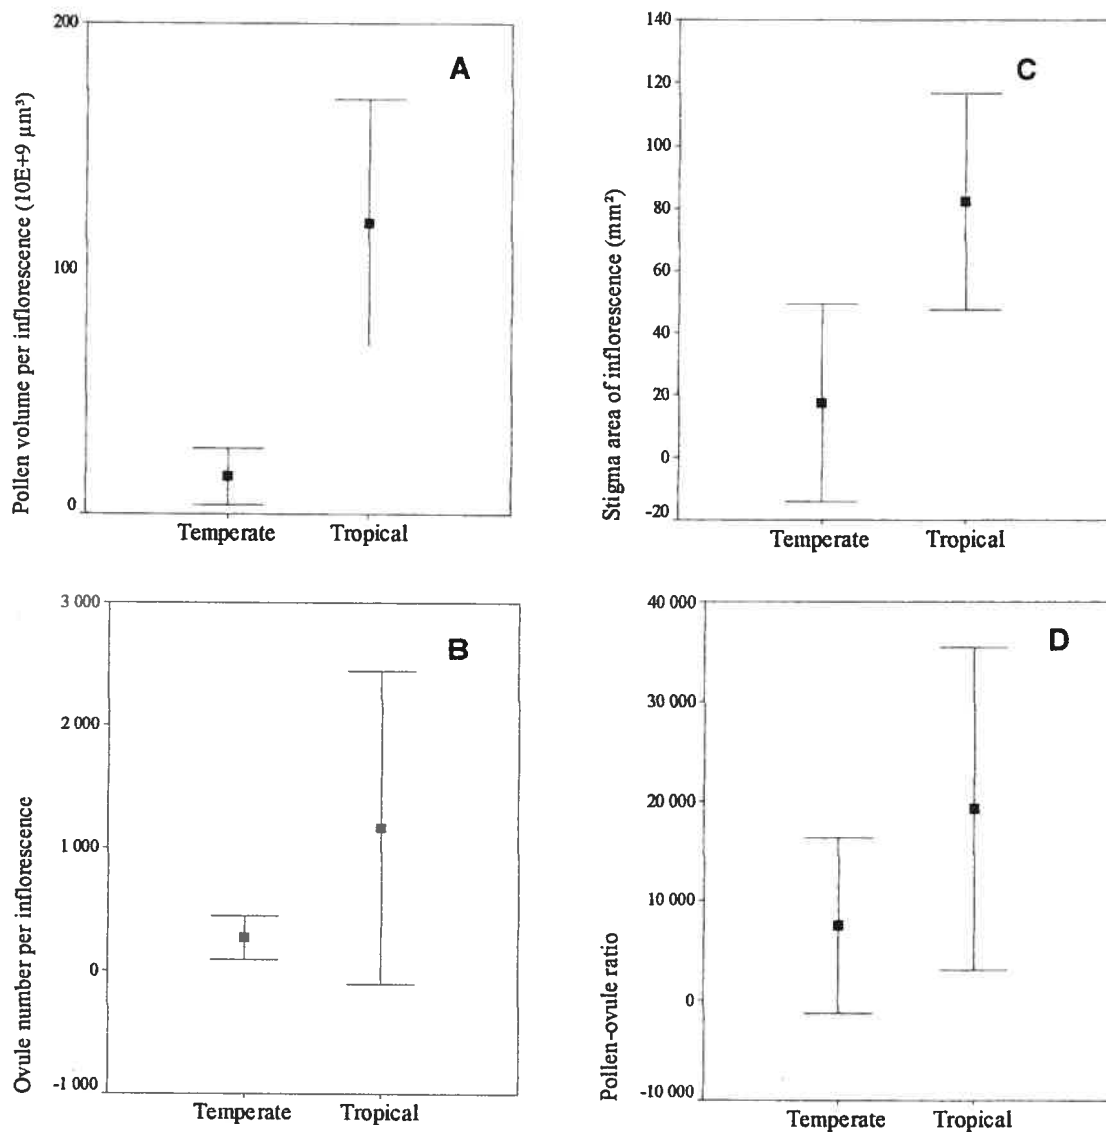 A
Pollen volume per inflorescence (10E+9 µm³)
200
100
0
Temperate Tropical
C
Stigma area of inflorescence (mm²)
140
120
100
80
60
40
20
0
-20
Temperate Tropical
B
Ovule number per inflorescence
3 000
2 000
1 000
0
-1 000
Temperate Tropical
D
Pollen-ovule ratio
40 000
30 000
20 000
10 000
0
-10 000
Temperate Tropical